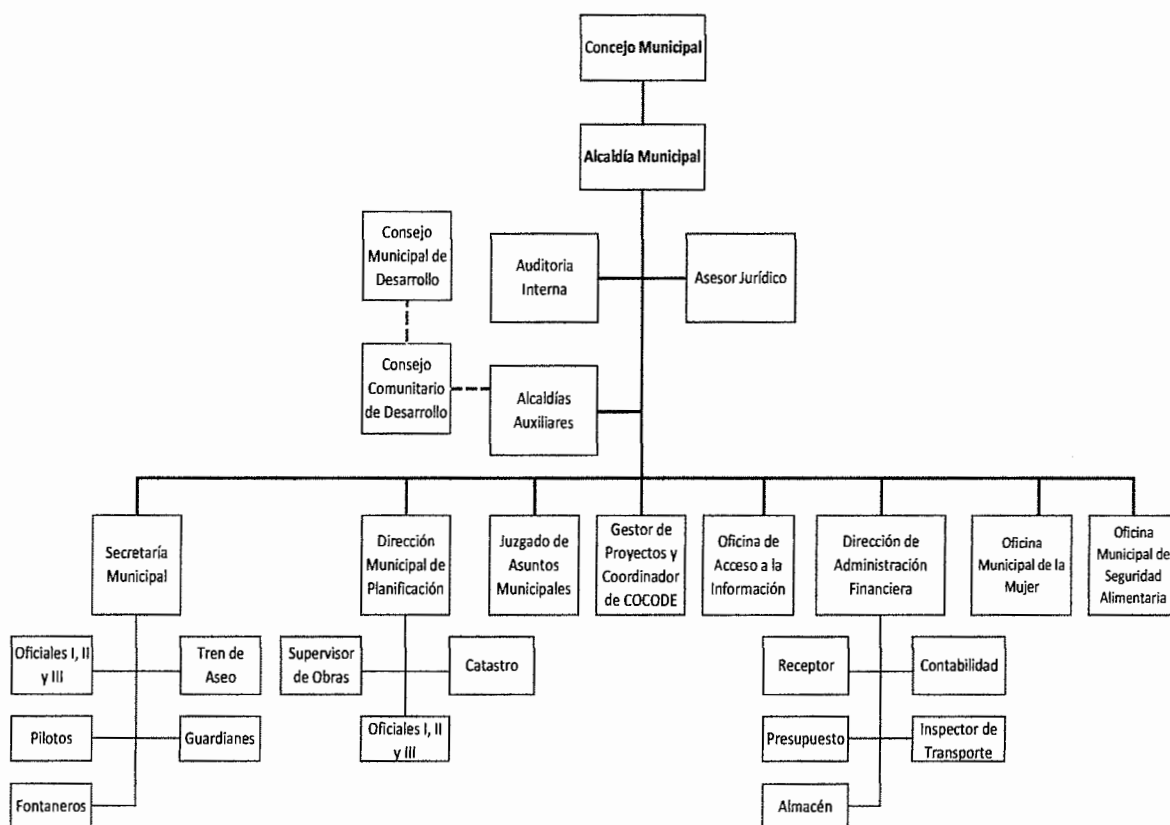 Concejo Municipal
Alcaldía Municipal
Consejo
Municipal de
Desarrollo
Auditoria
Interna
Asesor Jurídico
Consejo
Comunitario
de Desarrollo
Alcaldías
Auxiliares
Secretaría
Municipal
Dirección
Municipal de
Planificación
Juzgado de
Asuntos
Municipales
Gestor de
Proyectos y
Coordinador
de COCODE
Oficina de
Acceso a la
Información
Dirección de
Administración
Financiera
Oficina
Municipal de la
Mujer
Oficina
Municipal de
Seguridad
Alimentaria
Oficiales I, II
y III
Tren de
Aseo
Supervisor
de Obras
Catastro
Receptor
Contabilidad
Pilotos
Guardianes
Oficiales I, II
y III
Presupuesto
Inspector de
Transporte
Fontaneros
Almacén